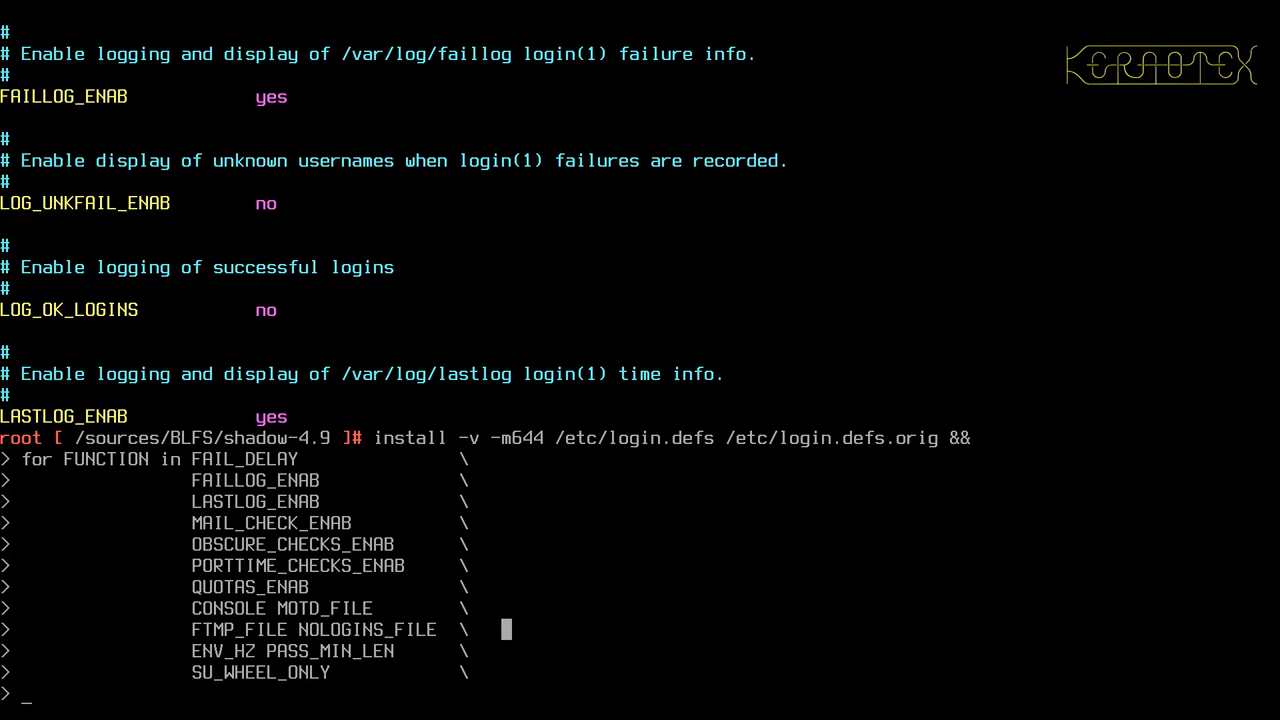 #
# Enable logging and display of /var/log/faillog login(1) failure info.
#
FAILLOG_ENAB            yes
#
# Enable display of unknown usernames when login(1) failures are recorded.
#
LOG_UNKFAIL_ENAB        no
#
# Enable logging of successful logins
#
LOG_OK_LOGINS           no
#
# Enable logging and display of /var/log/lastlog login(1) time info.
#
LASTLOG_ENAB            yes
root [ /sources/BLFS/shadow-4.9 ]# install -v -m644 /etc/login.defs /etc/login.defs.orig &&
> for FUNCTION in FAIL_DELAY               \
>                 FAILLOG_ENAB             \
>                 LASTLOG_ENAB             \
>                 MAIL_CHECK_ENAB          \
>                 OBSCURE_CHECKS_ENAB      \
>                 PORTTIME_CHECKS_ENAB     \
>                 QUOTAS_ENAB              \
>                 CONSOLE MOTD_FILE        \
>                 FTMP_FILE NOLOGINS_FILE  \
>                 ENV_HZ PASS_MIN_LEN      \
>                 SU_WHEEL_ONLY            \
> _
KERNOTEX